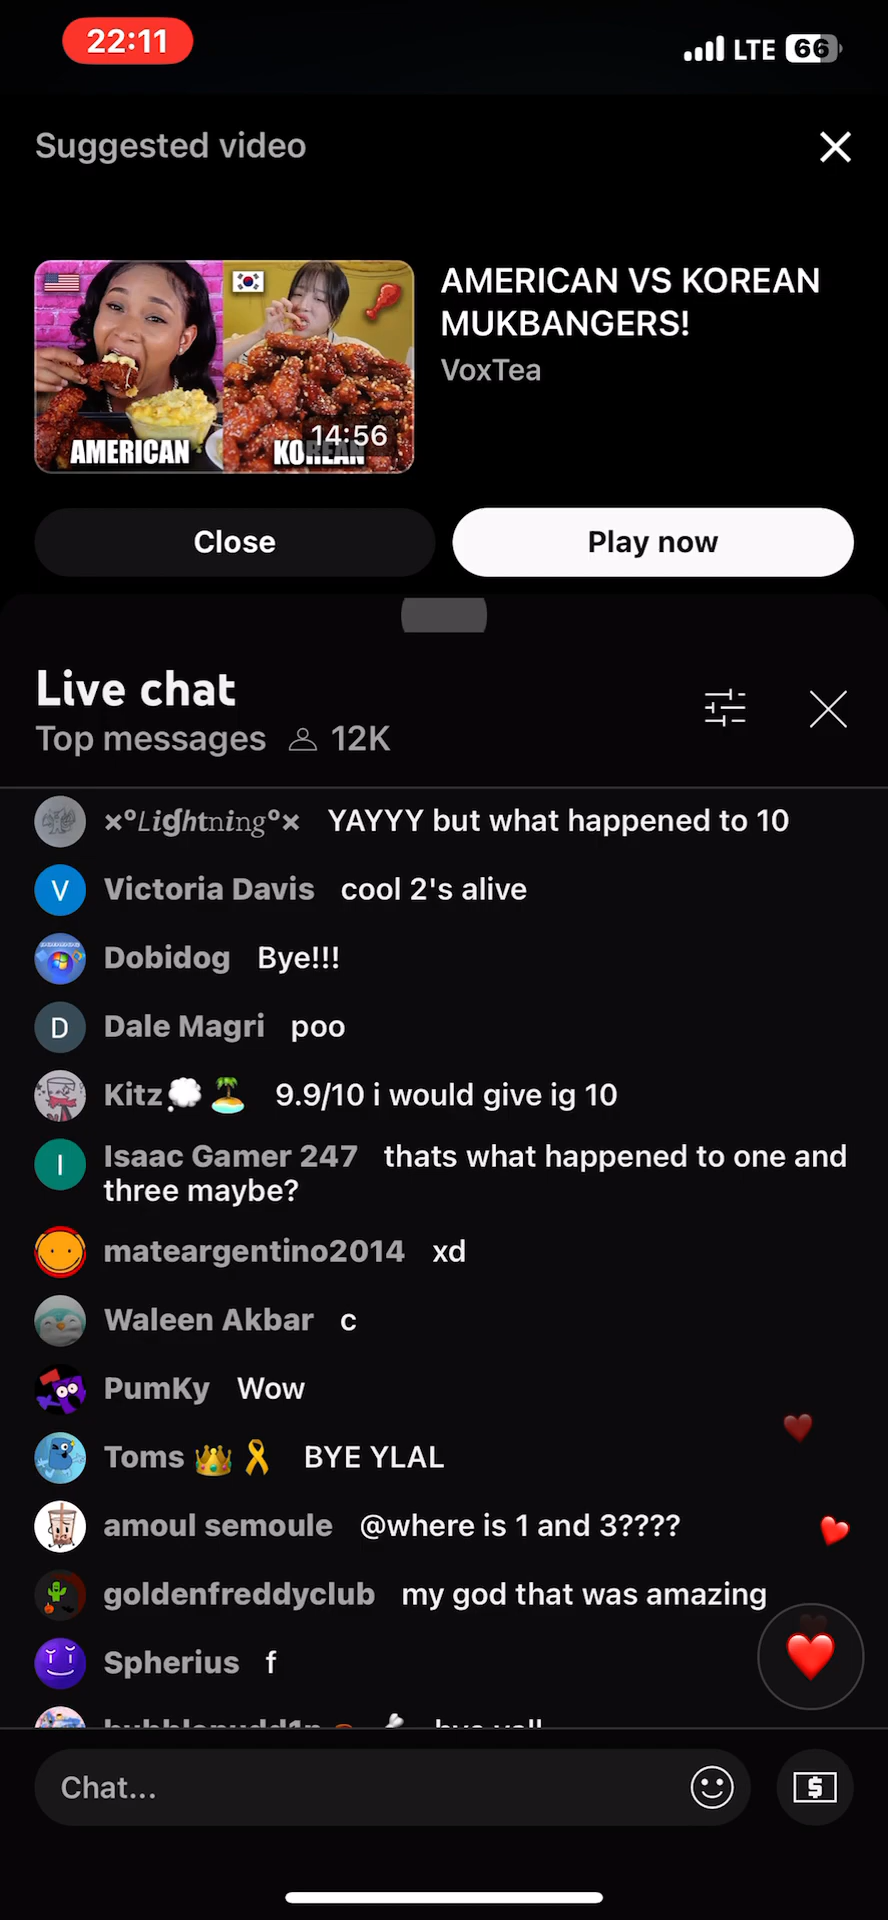 22:11
LTE 66
Suggested video
AMERICAN VS KOREAN
MUKBANGERS!
VoxTea
AMERICAN
KOREAN
14:56
Close
Play now
Live chat
Top messages 12K
×°Lightning°× YAYYY but what happened to 10
V Victoria Davis cool 2's alive
Dobidog Bye!!!
D Dale Magri poo
Kitz💭🏝️ 9.9/10 i would give ig 10
I Isaac Gamer 247 thats what happened to one and
three maybe?
mateargentino2014 xd
Waleen Akbar c
PumKy Wow
Toms 👑🎗️ BYE YLAL
amoul semoule @where is 1 and 3????
goldenfreddyclub my god that was amazing
Spherius f
Chat...
$